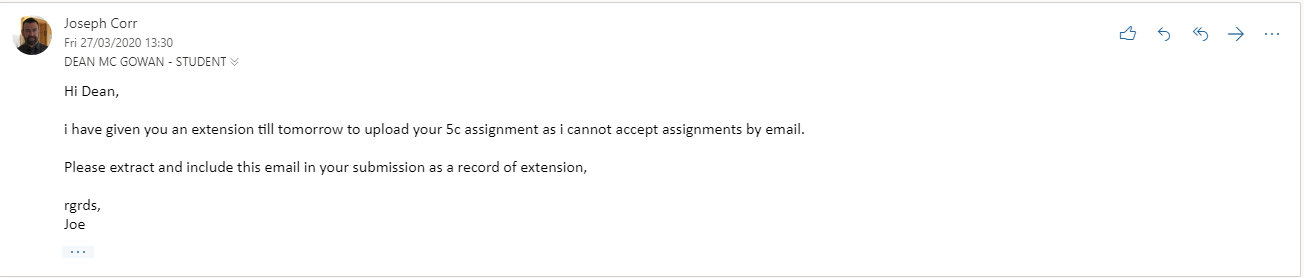 Joseph Corr
Fri 27/03/2020 13:30
DEAN MC GOWAN - STUDENT
Hi Dean,
i have given you an extension till tomorrow to upload your 5c assignment as i cannot accept assignments by email.
Please extract and include this email in your submission as a record of extension,
rgrds,
Joe